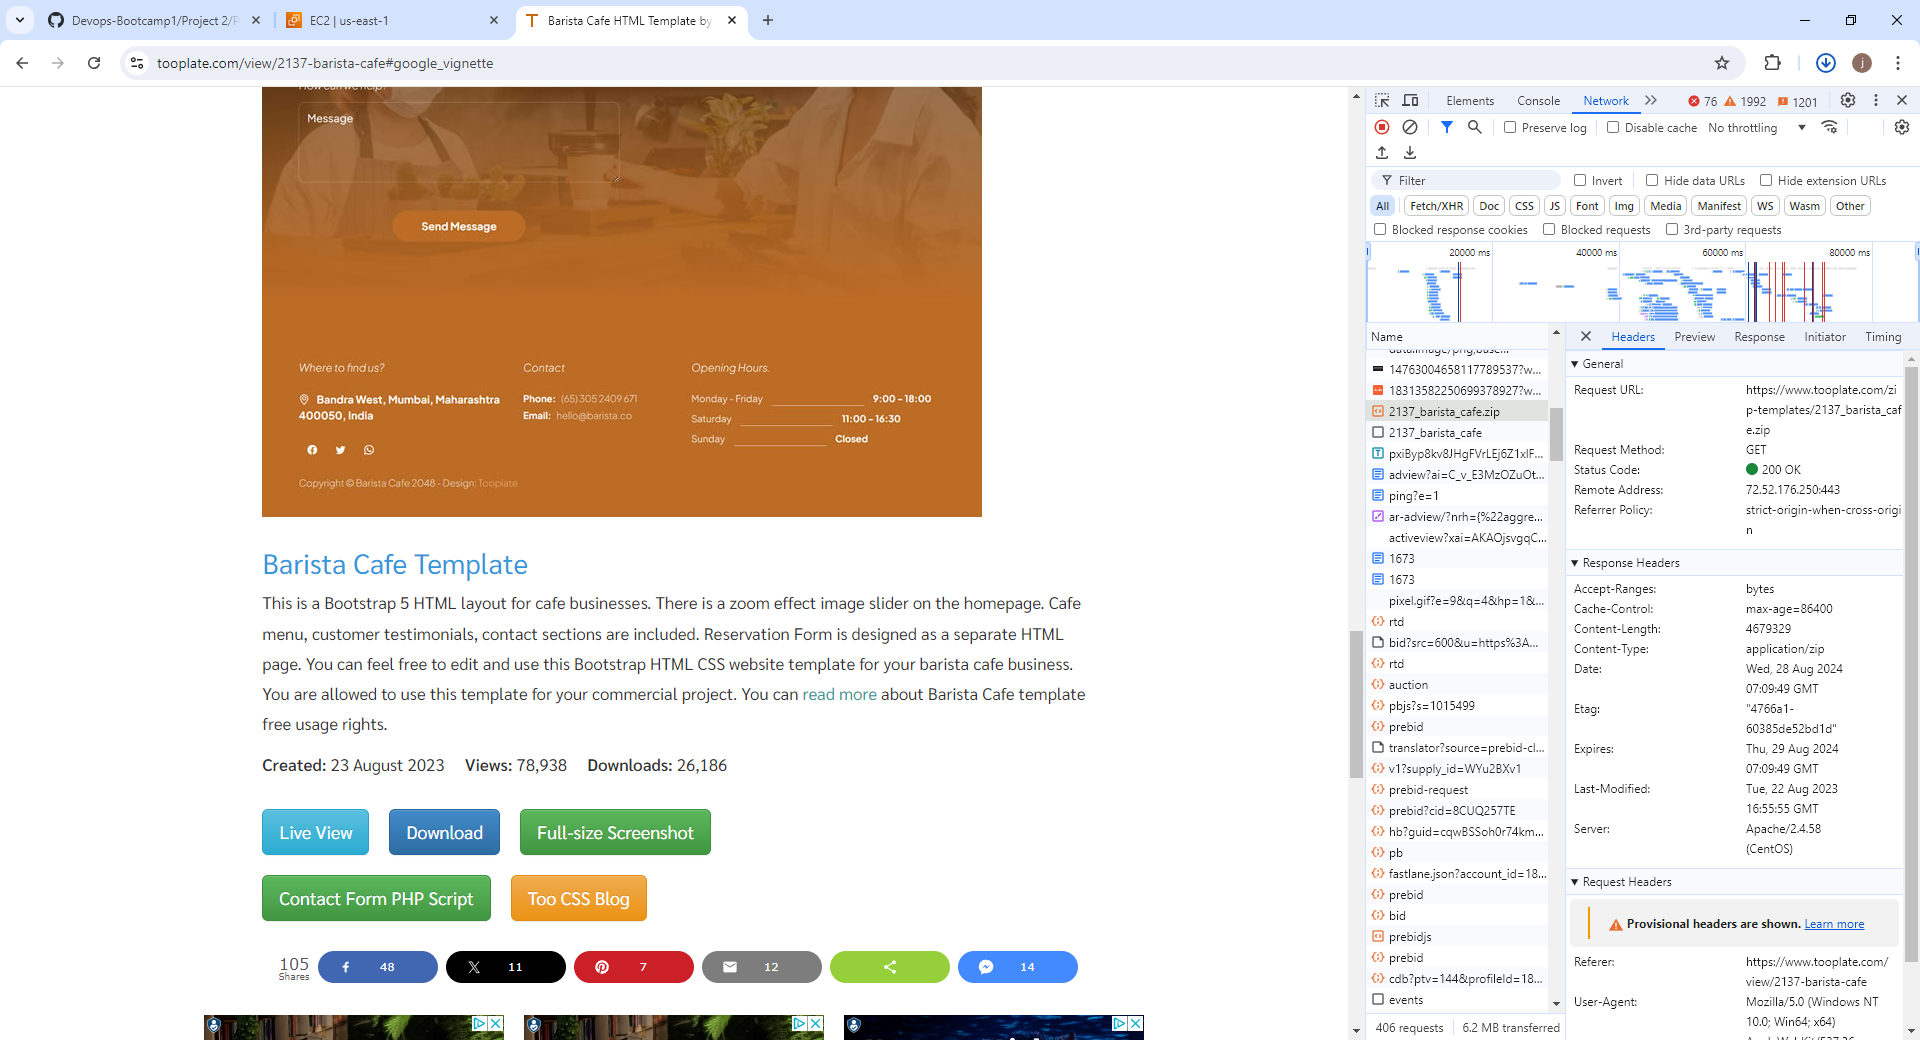 Devops-Bootcamp1/Project 2/P
EC2 | us-east-1
Barista Cafe HTML Template by
tooplate.com/view/2137-barista-cafe#google_vignette
j
How can we help?
Message
Send Message
Where to find us?
Bandra West, Mumbai, Maharashtra
400050, India
Contact
Phone: (65) 305 2409 671
Email: hello@barista.co
Opening Hours.
Monday - Friday 9:00 - 18:00
Saturday 11:00 - 16:30
Sunday Closed
Copyright © Barista Cafe 2048 - Design: Tooplate
Barista Cafe Template
This is a Bootstrap 5 HTML layout for cafe businesses. There is a zoom effect image slider on the homepage. Cafe
menu, customer testimonials, contact sections are included. Reservation Form is designed as a separate HTML
page. You can feel free to edit and use this Bootstrap HTML CSS website template for your barista cafe business.
You are allowed to use this template for your commercial project. You can read more about Barista Cafe template
free usage rights.
Created: 23 August 2023 Views: 78,938 Downloads: 26,186
Live View
Download
Full-size Screenshot
Contact Form PHP Script
Too CSS Blog
105
Shares
48
11
7
12
14
Elements
Console
Network
76
1992
1201
Preserve log
Disable cache
No throttling
Filter
Invert
Hide data URLs
Hide extension URLs
All
Fetch/XHR
Doc
CSS
JS
Font
Img
Media
Manifest
WS
Wasm
Other
Blocked response cookies
Blocked requests
3rd-party requests
20000 ms
40000 ms
60000 ms
80000 ms
Name
data:image/png;base...
14763004658117789537?w...
18313582250699378927?w...
2137_barista_cafe.zip
2137_barista_cafe
pxiByp8kv8JHgFVrLEj6Z1xlF...
adview?ai=C_v_E3MzOZuOt...
ping?e=1
ar-adview/?nrh={%22aggre...
activeview?xai=AKAOjsvgqC...
1673
1673
pixel.gif?e=9&q=4&hp=1&...
rtd
bid?src=600&u=https%3A...
rtd
auction
pbjs?s=1015499
prebid
translator?source=prebid-cl...
v1?supply_id=WYu2BXv1
prebid-request
prebid?cid=8CUQ257TE
hb?guid=cqwBSSoh0r74km...
pb
fastlane.json?account_id=18...
prebid
bid
prebidjs
prebid
cdb?ptv=144&profileId=18...
events
406 requests
6.2 MB transferred
Headers
Preview
Response
Initiator
Timing
General
Request URL: https://www.tooplate.com/zi
p-templates/2137_barista_caf
e.zip
Request Method: GET
Status Code: 200 OK
Remote Address: 72.52.176.250:443
Referrer Policy: strict-origin-when-cross-origi
n
Response Headers
Accept-Ranges: bytes
Cache-Control: max-age=86400
Content-Length: 4679329
Content-Type: application/zip
Date: Wed, 28 Aug 2024
07:09:49 GMT
Etag: "4766a1-
60385de52bd1d"
Expires: Thu, 29 Aug 2024
07:09:49 GMT
Last-Modified: Tue, 22 Aug 2023
16:55:55 GMT
Server: Apache/2.4.58
(CentOS)
Request Headers
Provisional headers are shown. Learn more
Referer: https://www.tooplate.com/
view/2137-barista-cafe
User-Agent: Mozilla/5.0 (Windows NT
10.0; Win64; x64)